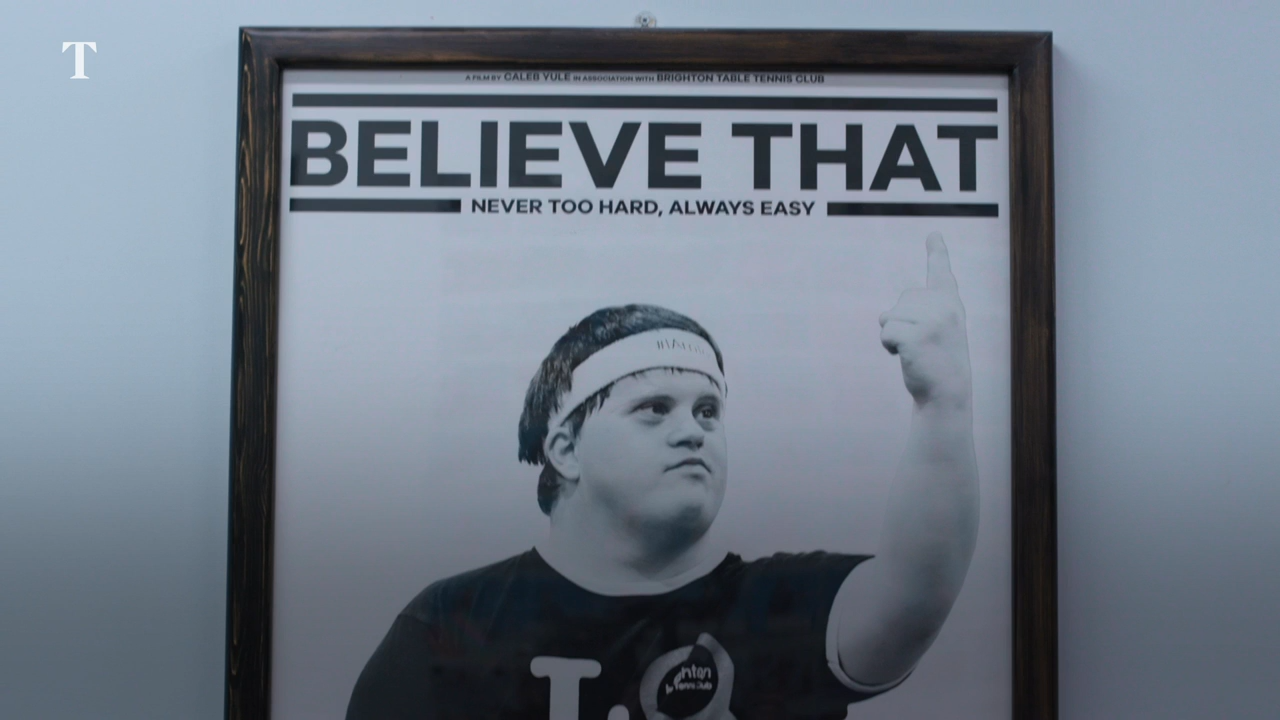 T
A FILM BY CALEB YULE IN ASSOCIATION WITH BRIGHTON TABLE TENNIS CLUB
BELIEVE THAT
NEVER TOO HARD, ALWAYS EASY